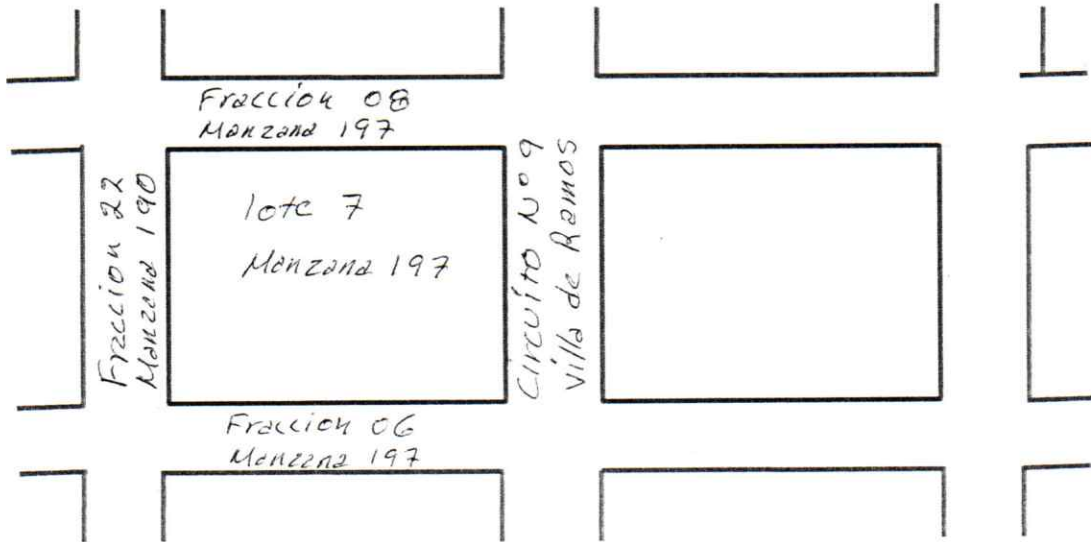 Fraccion 08
Manzana 197
Fraccion 22
Manzana 190
lote 7
Manzana 197
Circuíto Nº 9
Villa de Ramos
Fraccion 06
Manzana 197